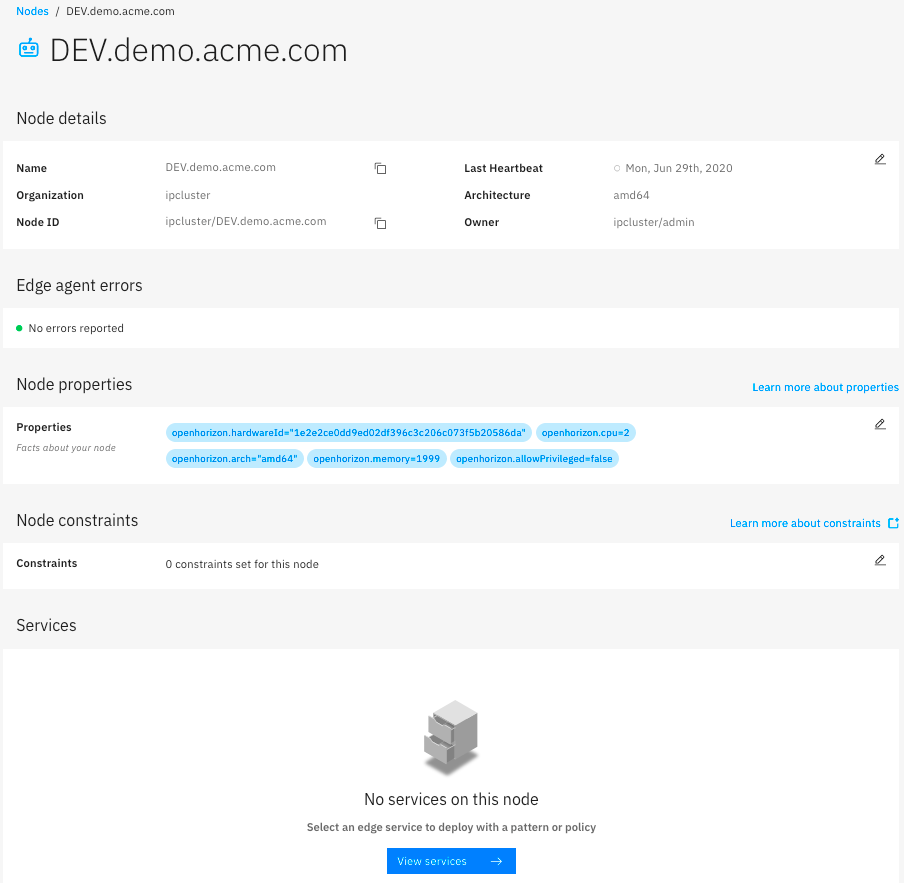 Nodes / DEV.demo.acme.com
DEV.demo.acme.com
Node details
Name DEV.demo.acme.com Last Heartbeat Mon, Jun 29th, 2020
Organization ipcluster Architecture amd64
Node ID ipcluster/DEV.demo.acme.com Owner ipcluster/admin
Edge agent errors
No errors reported
Node properties Learn more about properties
Properties openhorizon.hardwareId="1e2e2ce0dd9ed02df396c3c206c073f5b20586da" openhorizon.cpu=2
Facts about your node openhorizon.arch="amd64" openhorizon.memory=1999 openhorizon.allowPrivileged=false
Node constraints Learn more about constraints
Constraints 0 constraints set for this node
Services
No services on this node
Select an edge service to deploy with a pattern or policy
View services